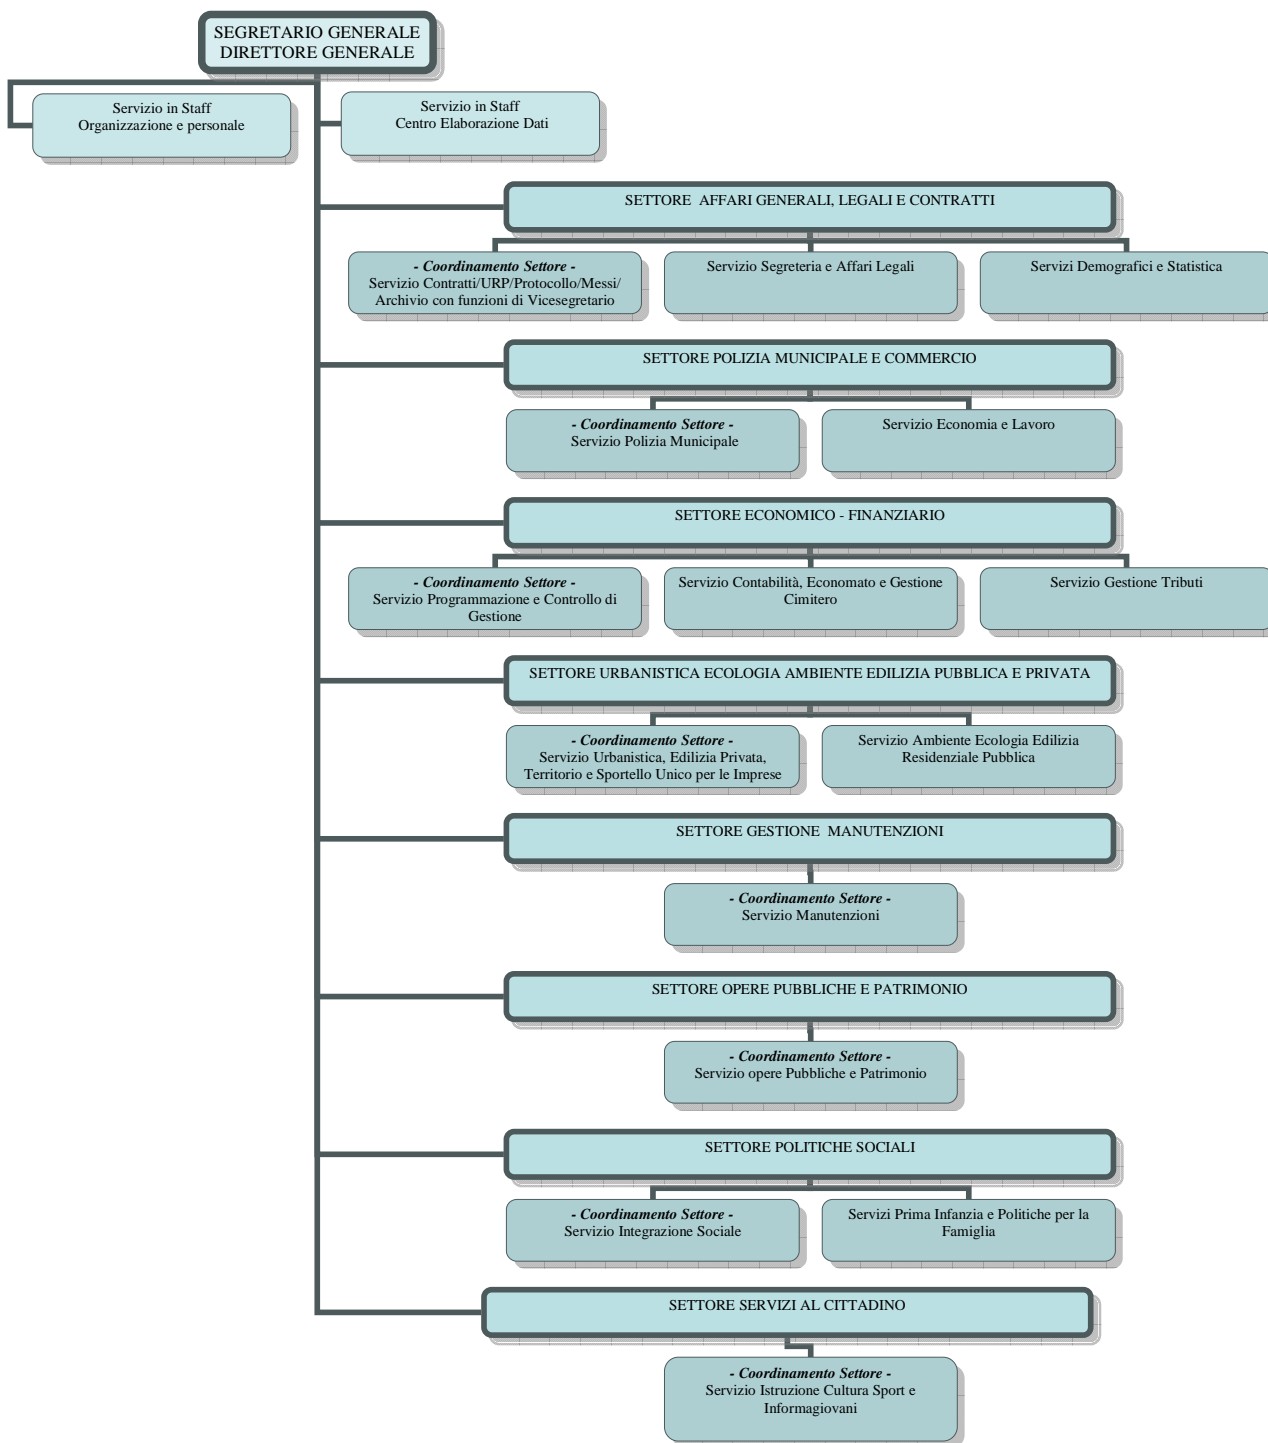 SEGRETARIO GENERALE
DIRETTORE GENERALE
Servizio in Staff
Organizzazione e personale
Servizio in Staff
Centro Elaborazione Dati
SETTORE  AFFARI GENERALI, LEGALI E CONTRATTI
- Coordinamento Settore -
Servizio Contratti/URP/Protocollo/Messi/
Archivio con funzioni di Vicesegretario
Servizio Segreteria e Affari Legali
Servizi Demografici e Statistica
SETTORE POLIZIA MUNICIPALE E COMMERCIO
- Coordinamento Settore -
Servizio Polizia Municipale
Servizio Economia e Lavoro
SETTORE ECONOMICO - FINANZIARIO
- Coordinamento Settore -
Servizio Programmazione e Controllo di
Gestione
Servizio Contabilità, Economato e Gestione
Cimitero
Servizio Gestione Tributi
SETTORE URBANISTICA ECOLOGIA AMBIENTE EDILIZIA PUBBLICA E PRIVATA
- Coordinamento Settore -
Servizio Urbanistica, Edilizia Privata,
Territorio e Sportello Unico per le Imprese
Servizio Ambiente Ecologia Edilizia
Residenziale Pubblica
SETTORE GESTIONE  MANUTENZIONI
- Coordinamento Settore -
Servizio Manutenzioni
SETTORE OPERE PUBBLICHE E PATRIMONIO
- Coordinamento Settore -
Servizio opere Pubbliche e Patrimonio
SETTORE POLITICHE SOCIALI
- Coordinamento Settore -
Servizio Integrazione Sociale
Servizi Prima Infanzia e Politiche per la
Famiglia
SETTORE SERVIZI AL CITTADINO
- Coordinamento Settore -
Servizio Istruzione Cultura Sport e
Informagiovani